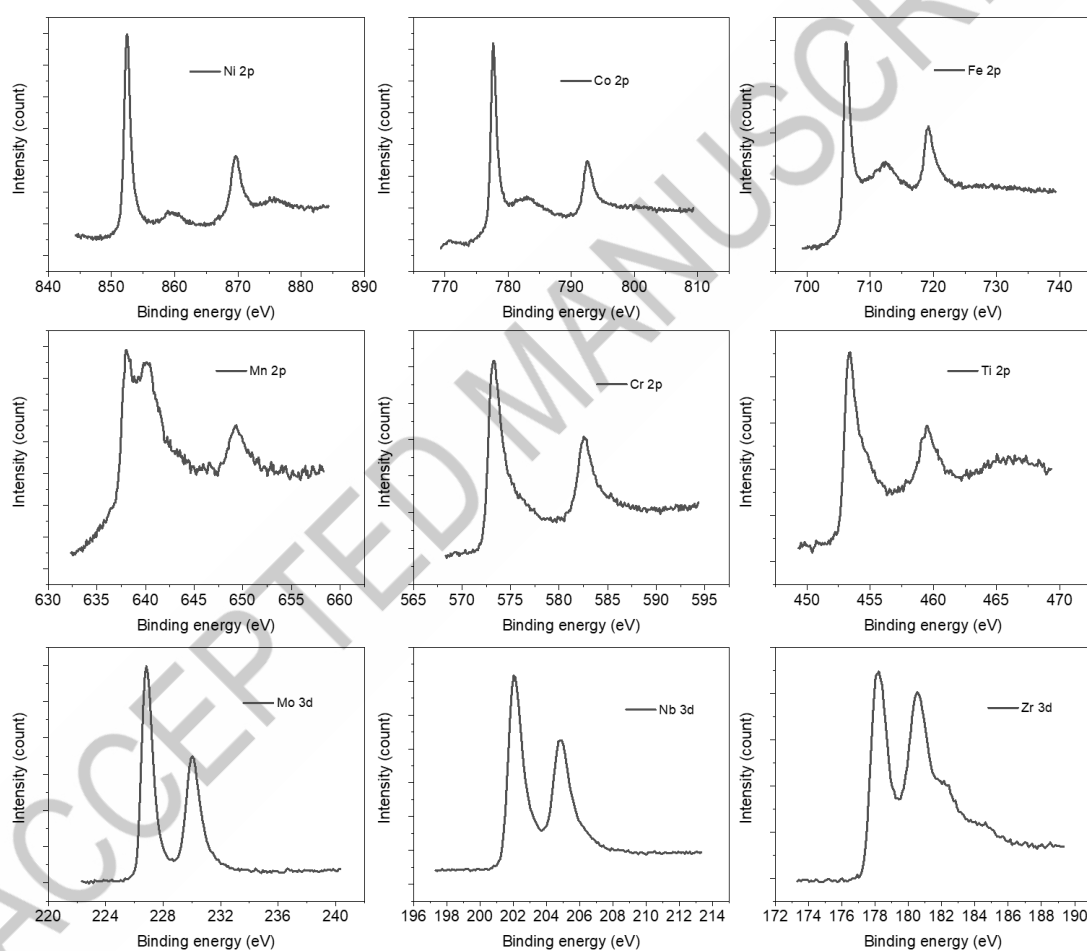 Intensity (count)
Ni 2p
840 850 860 870 880 890
Binding energy (eV)
Intensity (count)
Co 2p
770 780 790 800 810
Binding energy (eV)
Intensity (count)
Fe 2p
700 710 720 730 740
Binding energy (eV)
Intensity (count)
Mn 2p
630 635 640 645 650 655 660
Binding energy (eV)
Intensity (count)
Cr 2p
565 570 575 580 585 590 595
Binding energy (eV)
Intensity (count)
Ti 2p
450 455 460 465 470
Binding energy (eV)
Intensity (count)
Mo 3d
220 224 228 232 236 240
Binding energy (eV)
Intensity (count)
Nb 3d
196 198 200 202 204 206 208 210 212 214
Binding energy (eV)
Intensity (count)
Zr 3d
172 174 176 178 180 182 184 186 188 190
Binding energy (eV)
ACCEPTED MANUSCRI